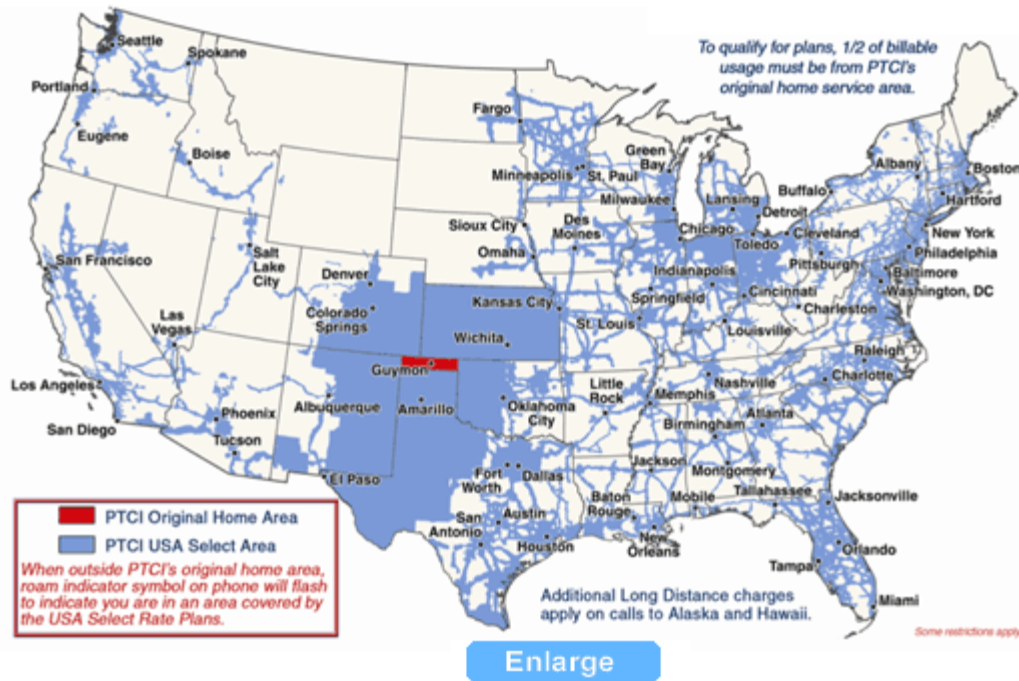 To qualify for plans, 1/2 of billable
usage must be from PTCI's
original home service area.
Seattle
Spokane
Portland
Eugene
Boise
Fargo
Minneapolis
St. Paul
Green
Bay
Milwaukee
Lansing
Detroit
Buffalo
Albany
Boston
Hartford
New York
Philadelphia
Baltimore
Washington, DC
Sioux City
Omaha
Des
Moines
Chicago
Toledo
Cleveland
Pittsburgh
Indianapolis
Cincinnati
Charleston
Springfield
St. Louis
Louisville
San Francisco
Salt
Lake
City
Denver
Colorado
Springs
Kansas City
Wichita
Las
Vegas
Guymon
Los Angeles
San Diego
Phoenix
Tucson
Albuquerque
Amarillo
Oklahoma
City
Little
Rock
Memphis
Nashville
Raleigh
Charlotte
Atlanta
Birmingham
El Paso
Fort
Worth
Dallas
Jackson
Montgomery
Tallahassee
Jacksonville
Baton
Rouge
Mobile
San
Antonio
Austin
Houston
New
Orleans
Orlando
Tampa
Miami
PTCI Original Home Area
PTCI USA Select Area
When outside PTCI's original home area,
roam indicator symbol on phone will flash
to indicate you are in an area covered by
the USA Select Rate Plans.
Additional Long Distance charges
apply on calls to Alaska and Hawaii.
Some restrictions apply
Enlarge